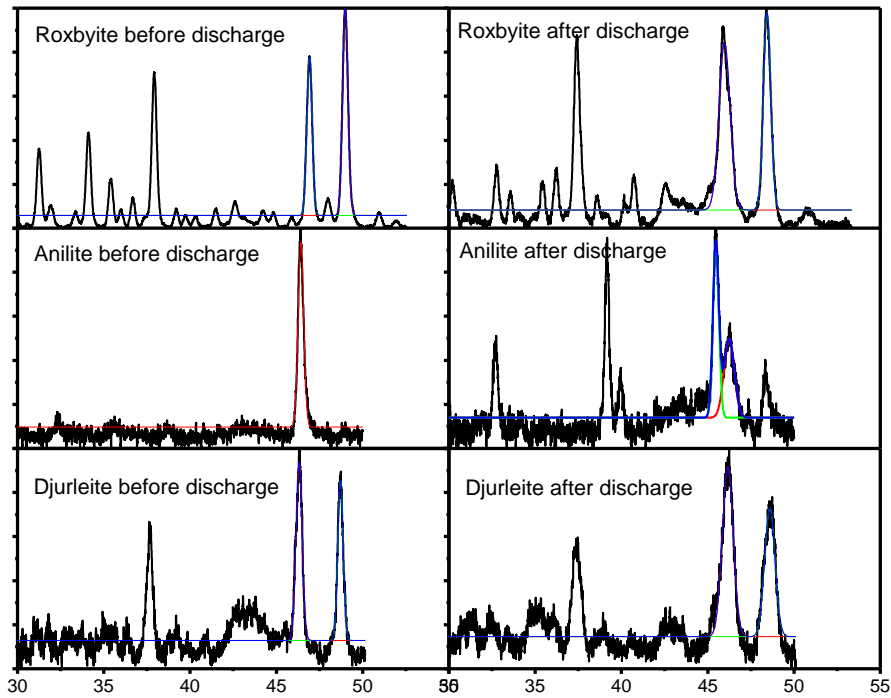 Roxbyite before discharge
Roxbyite after discharge
Anilite before discharge
Anilite after discharge
Djurleite before discharge
Djurleite after discharge
30 35 40 45 50 35 40 45 50 55